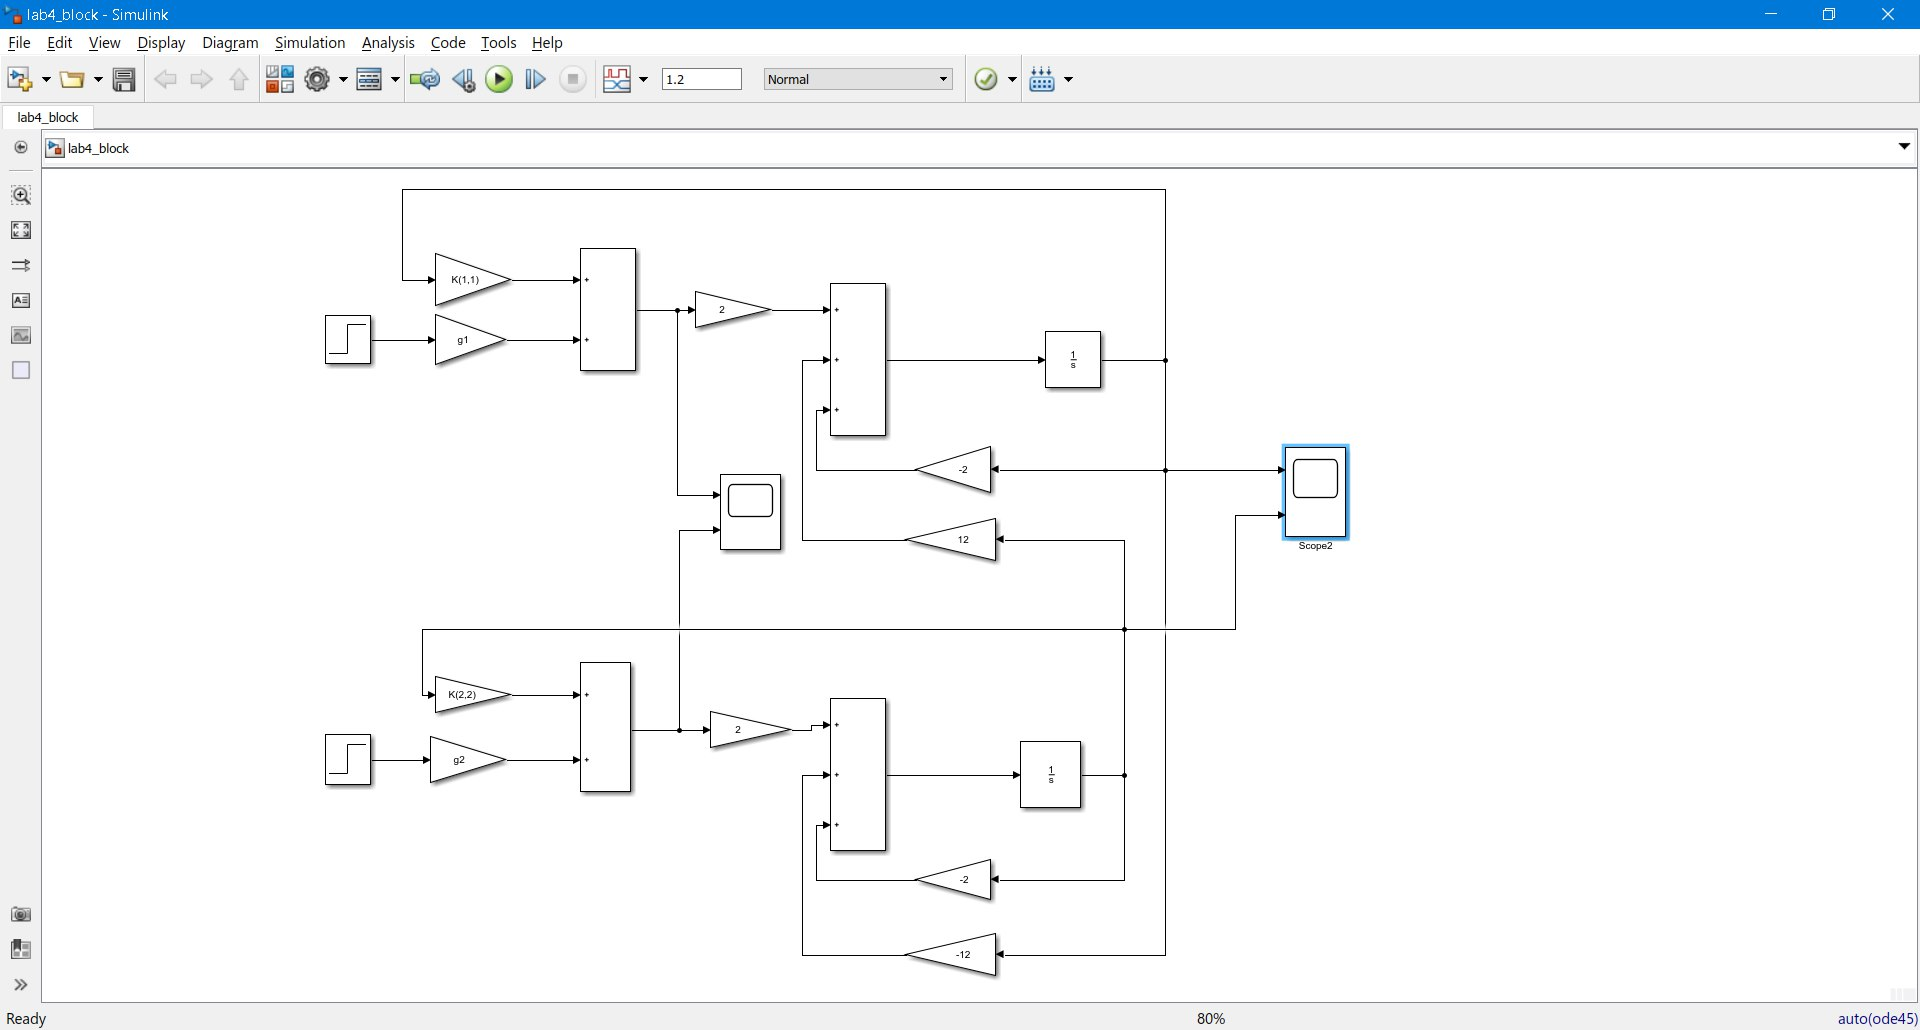 lab4_block - Simulink
File Edit View Display Diagram Simulation Analysis Code Tools Help
1.2 Normal
lab4_block
lab4_block
K(1,1)
+
2
+
g1
+
+
1
s
+
-2
12
Scope2
K(2,2)
+
2
+
g2
+
+
1
s
+
-2
-12
Ready 80% auto(ode45)